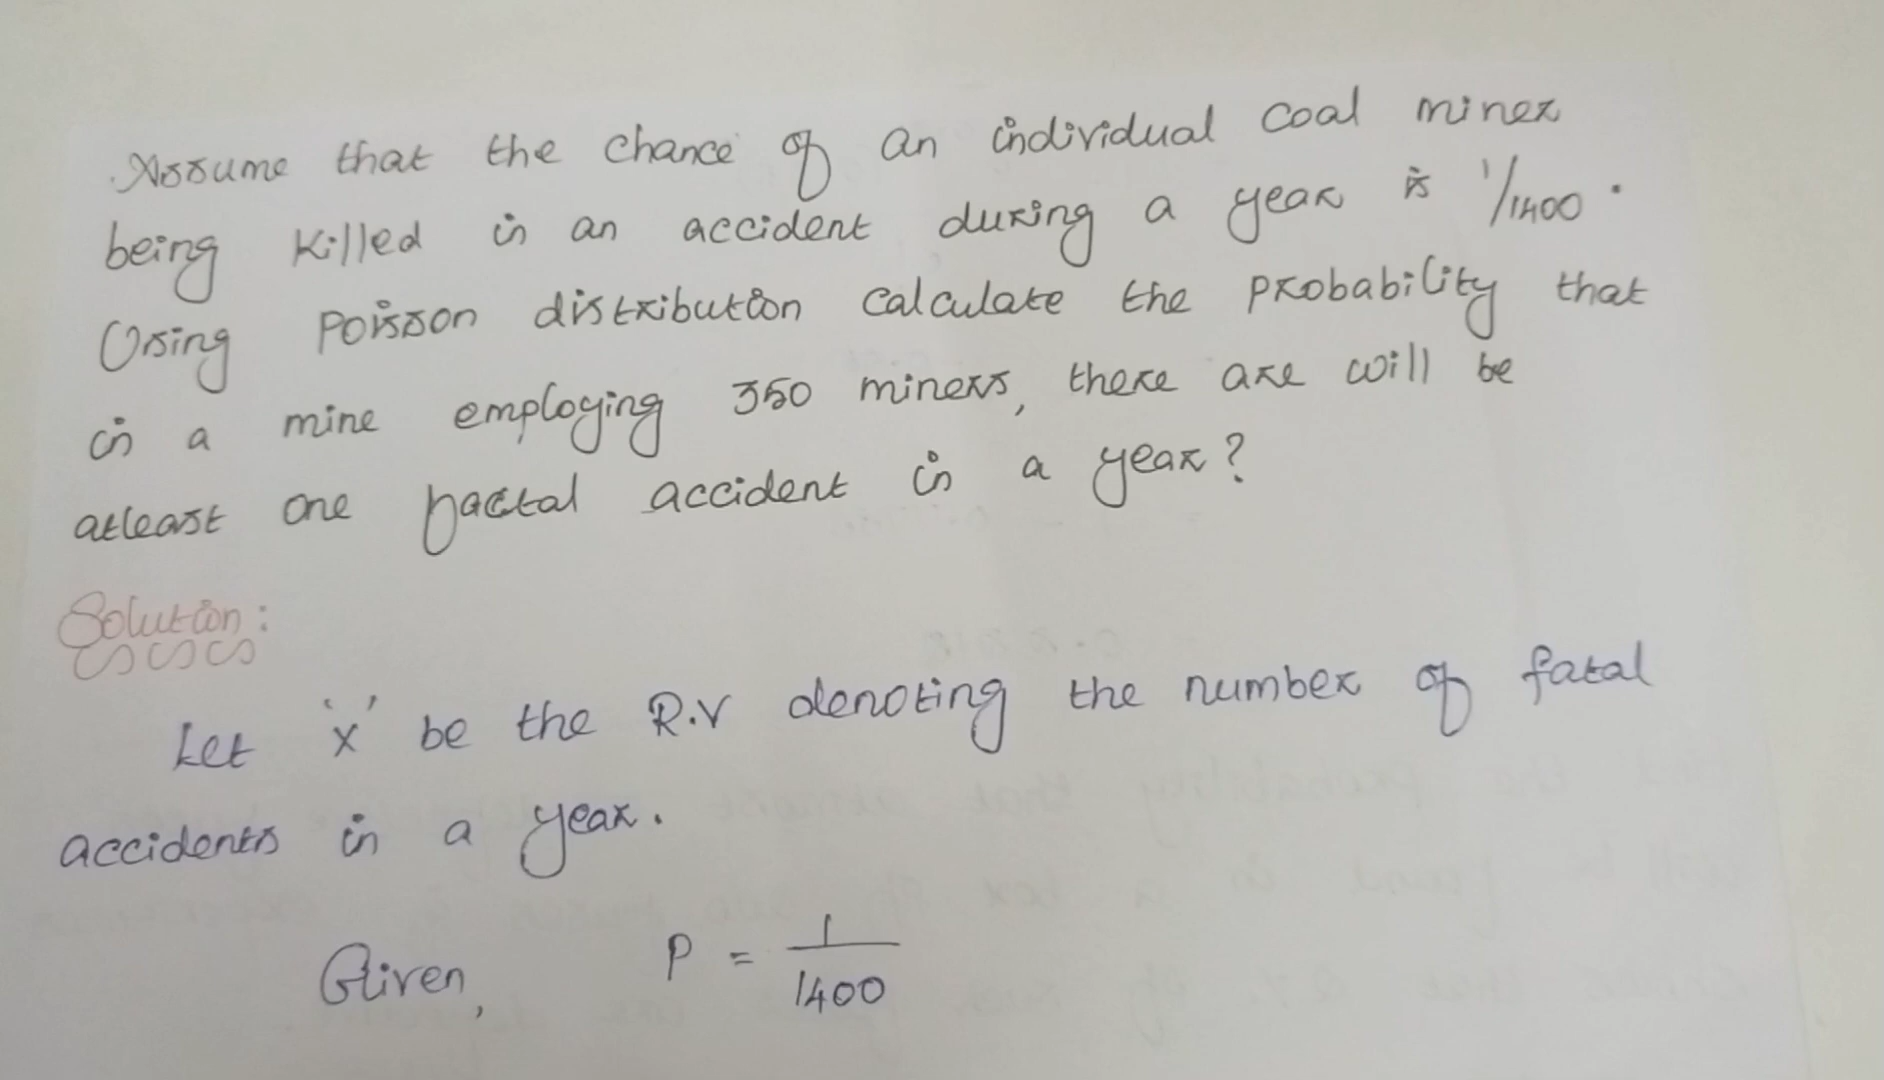 Assume that the chance of an individual coal miner
being killed in an accident during a year is 1/1400.
Using poisson distribution calculate the probability that
in a mine employing 350 miners, there are will be
atleast one factal accident in a year?
Solution:
Let 'x' be the R.V denoting the number of fatal
accidents in a year.
Given, P = 1/1400